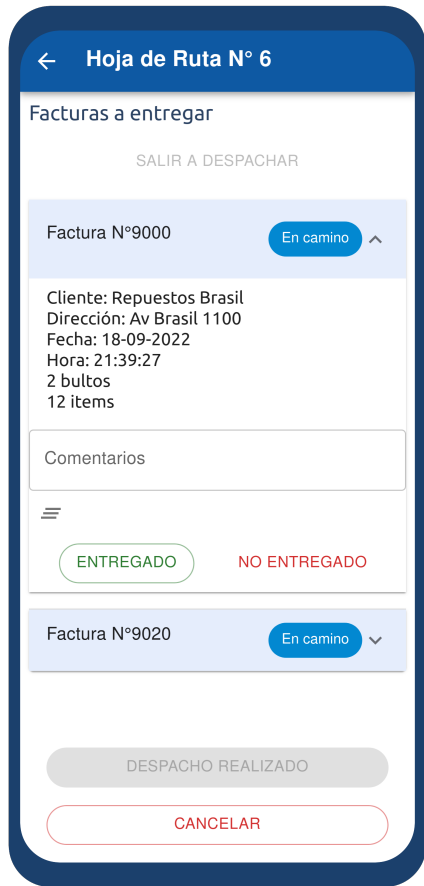 Hoja de Ruta N° 6
Facturas a entregar
SALIR A DESPACHAR
Factura N°9000
En camino
Cliente: Repuestos Brasil
Dirección: Av Brasil 1100
Fecha: 18-09-2022
Hora: 21:39:27
2 bultos
12 items
Comentarios
ENTREGADO
NO ENTREGADO
Factura N°9020
En camino
DESPACHO REALIZADO
CANCELAR